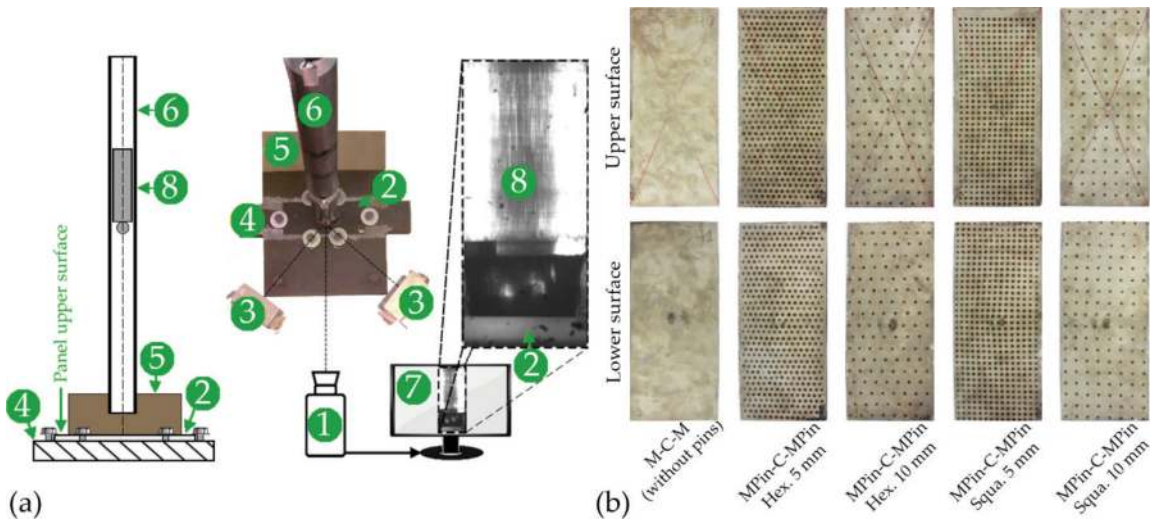 6
8
Panel upper surface
5
4
2
(a)
6
5
2
4
3
3
1
7
8
2
(b)
Upper surface
Lower surface
M-C-M
(without pins)
MPin-C-MPin
Hex. 5 mm
MPin-C-MPin
Hex. 10 mm
MPin-C-MPin
Squa. 5 mm
MPin-C-MPin
Squa. 10 mm